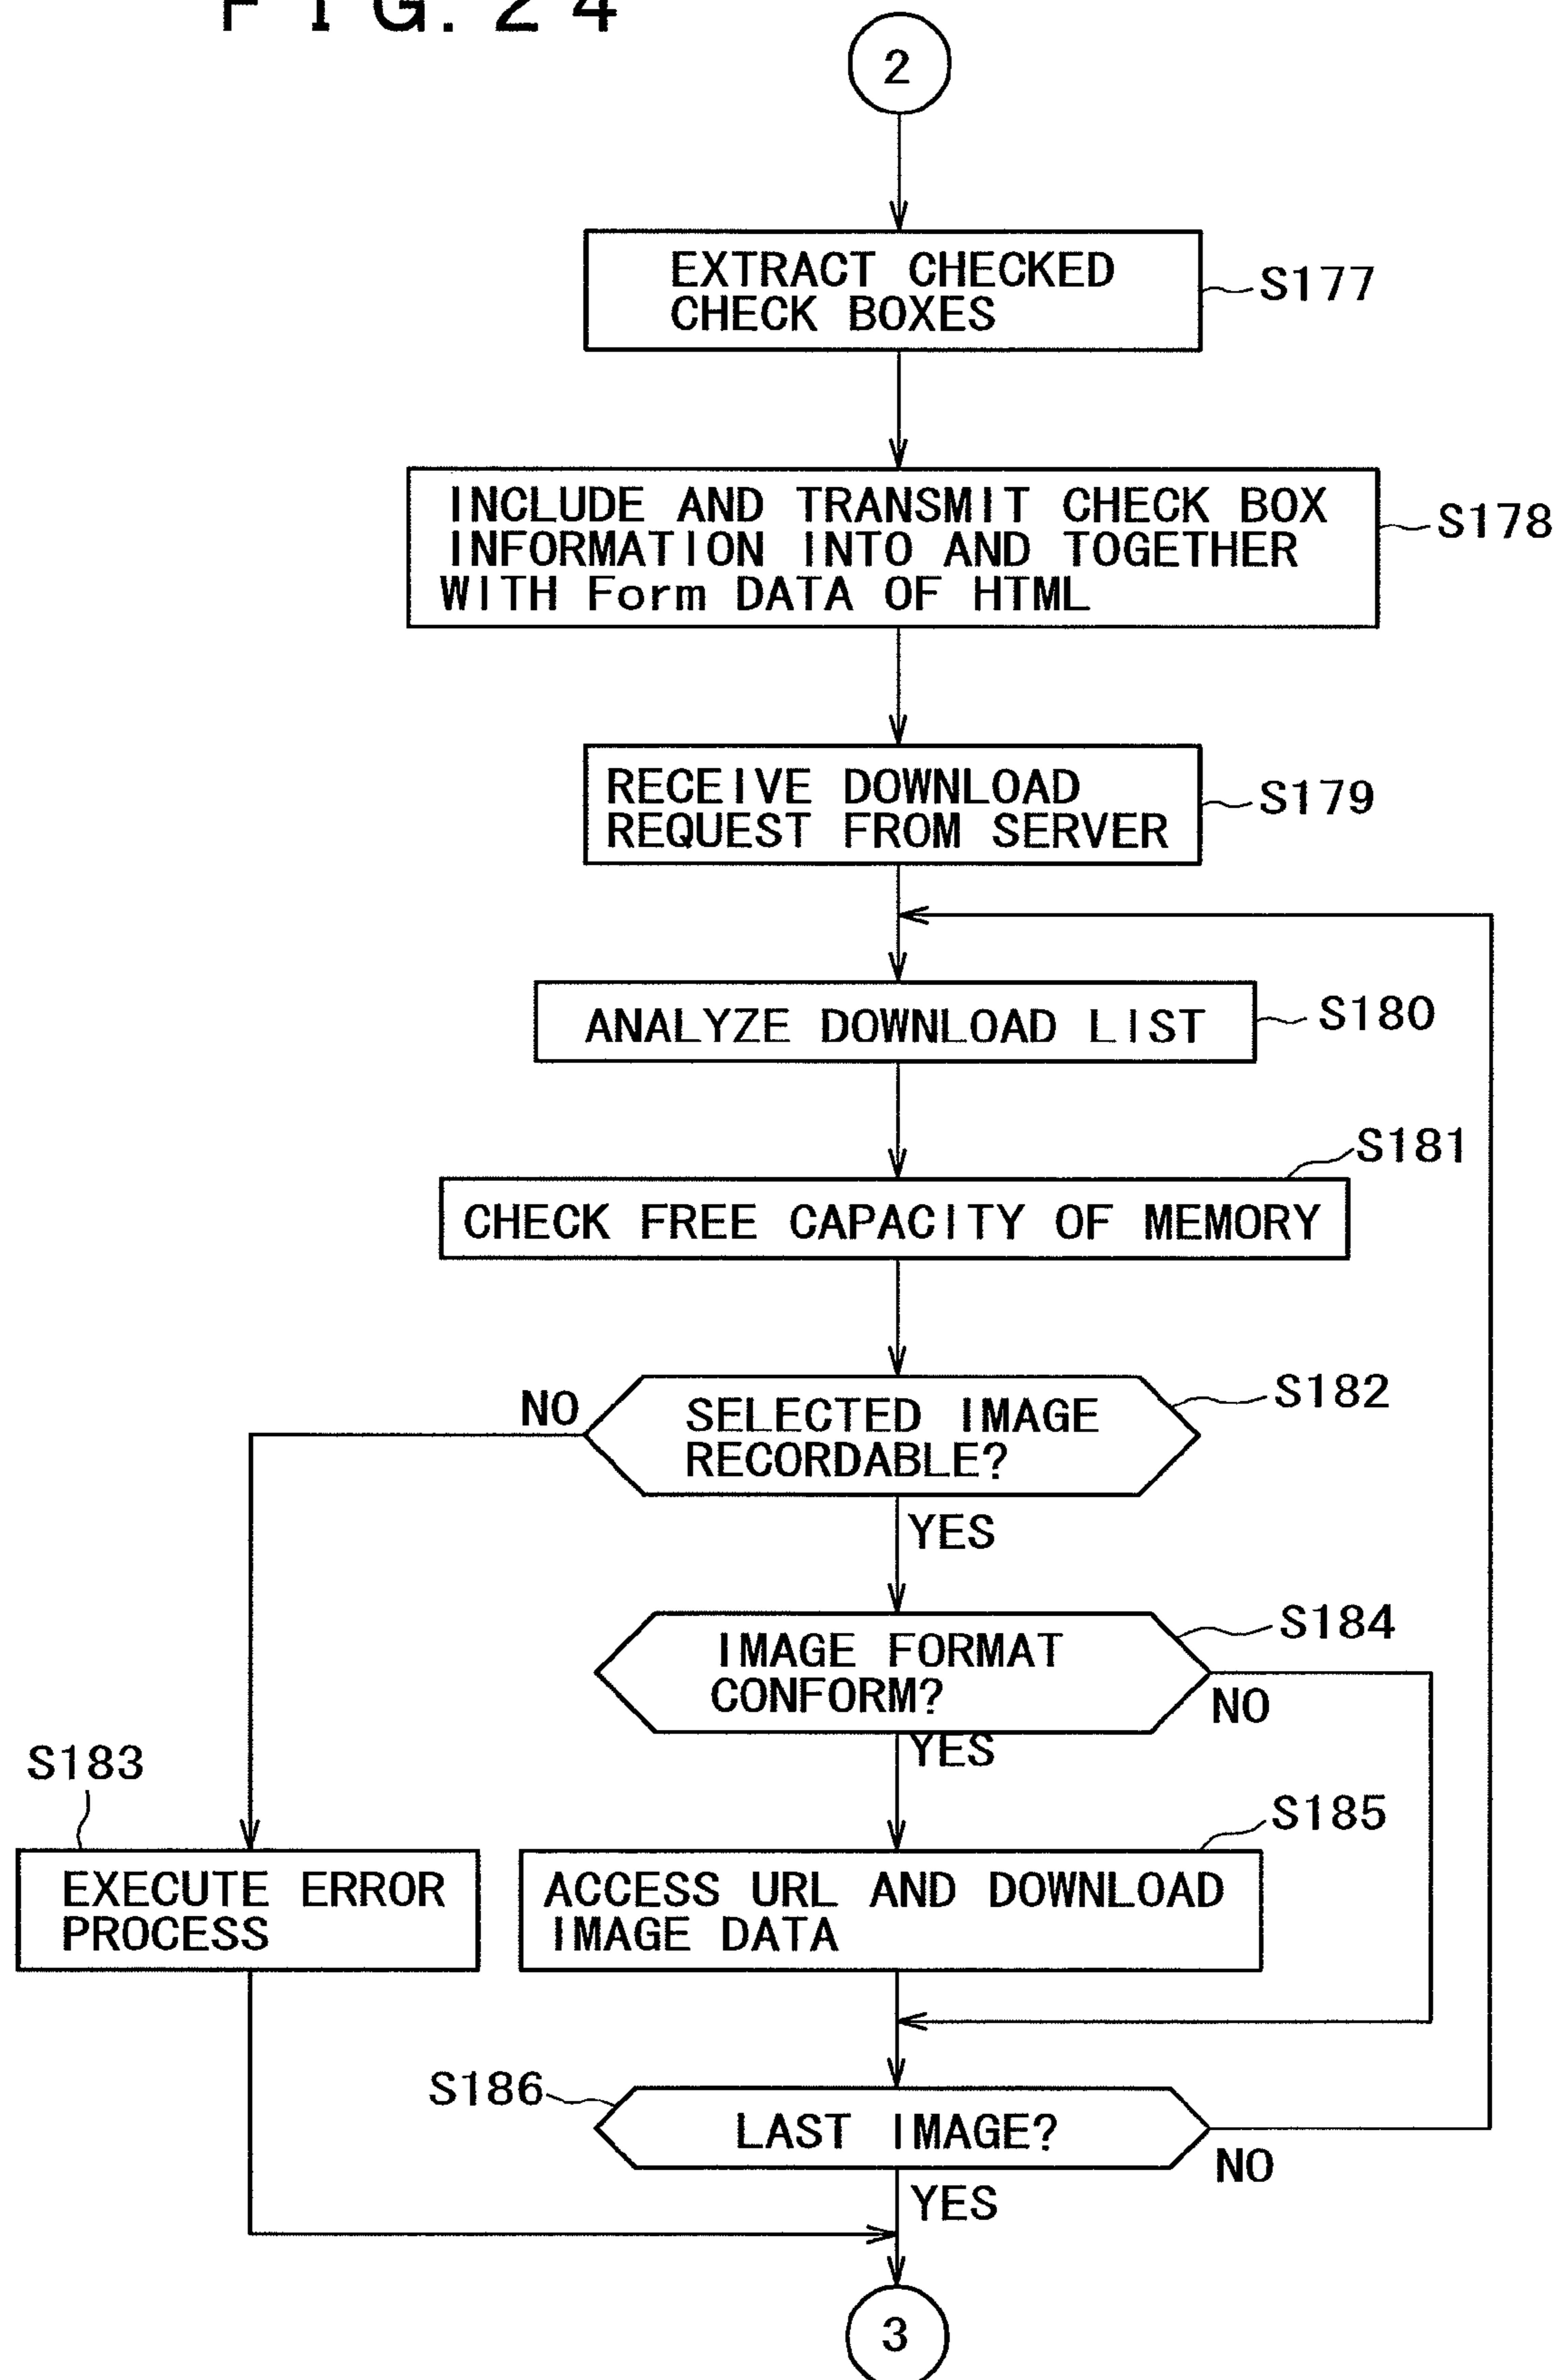 FIG. 24
2
EXTRACT CHECKED
CHECK BOXES
S177
INCLUDE AND TRANSMIT CHECK BOX
INFORMATION INTO AND TOGETHER
WITH Form DATA OF HTML
S178
RECEIVE DOWNLOAD
REQUEST FROM SERVER
S179
ANALYZE DOWNLOAD LIST
S180
S181
CHECK FREE CAPACITY OF MEMORY
NO
SELECTED IMAGE
RECORDABLE?
S182
YES
IMAGE FORMAT
CONFORM?
S184
NO
YES
S183
EXECUTE ERROR
PROCESS
S185
ACCESS URL AND DOWNLOAD
IMAGE DATA
S186
LAST IMAGE?
NO
YES
3